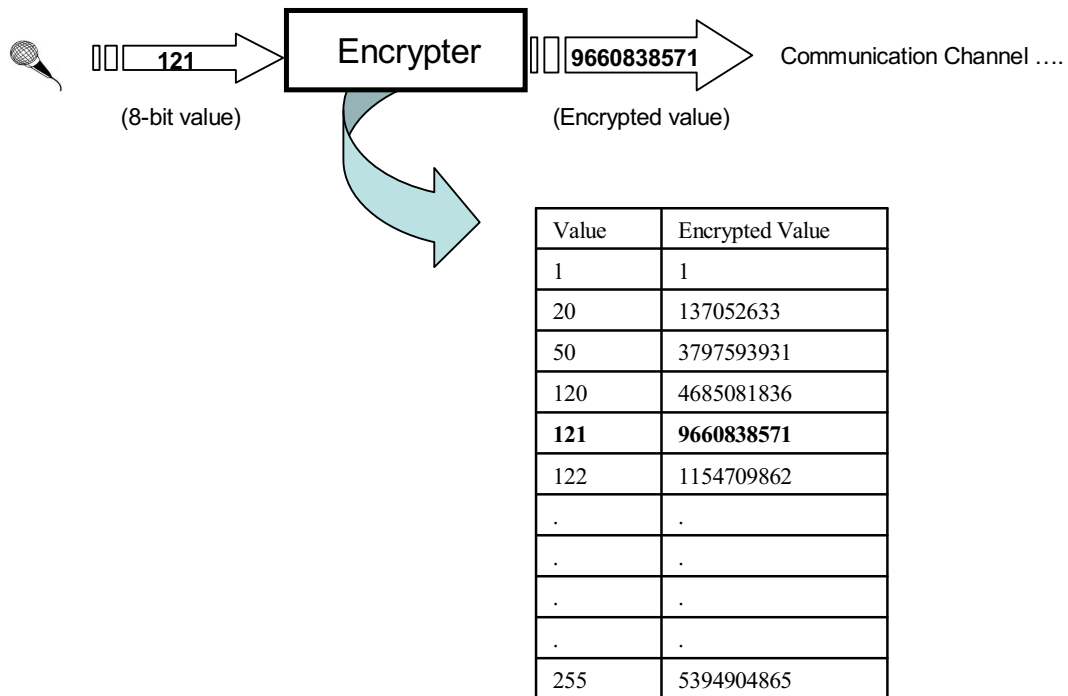 121
Encrypter
9660838571
Communication Channel ….
(8-bit value)
(Encrypted value)
Value Encrypted Value
1 1
20 137052633
50 3797593931
120 4685081836
121 9660838571
122 1154709862
. .
. .
. .
. .
255 5394904865